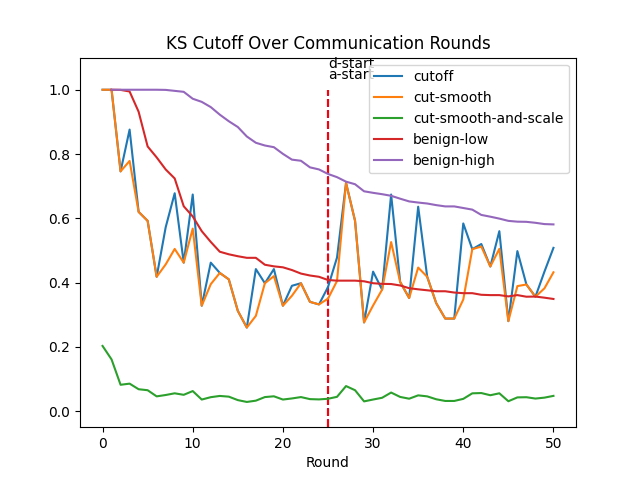 KS Cutoff Over Communication Rounds
d-start
a-start
cutoff
cut-smooth
cut-smooth-and-scale
benign-low
benign-high
1.0
0.8
0.6
0.4
0.2
0.0
0 10 20 30 40 50
Round